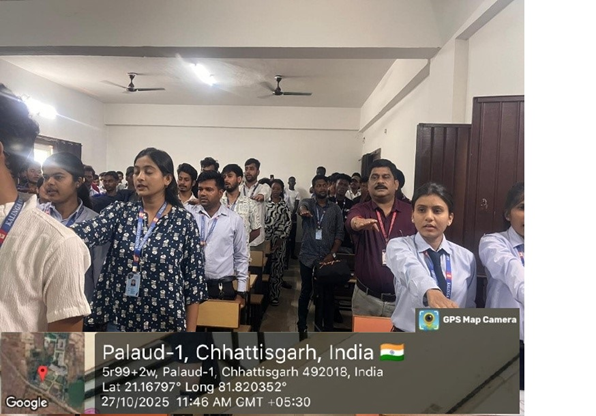 GPS Map Camera
Palaud-1, Chhattisgarh, India
5r99+2w, Palaud-1, Chhattisgarh 492018, India
Lat 21.16797° Long 81.820352°
27/10/2025 11:46 AM GMT +05:30
Google